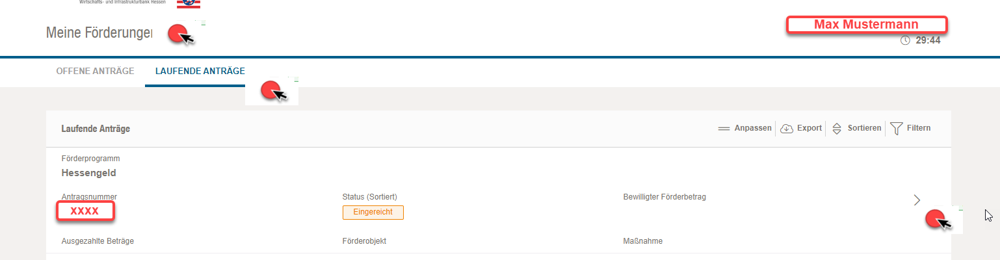 Wirtschafts- und Infrastrukturbank Hessen
Meine Förderungen
Max Mustermann
29:44
OFFENE ANTRÄGE
LAUFENDE ANTRÄGE
Laufende Anträge
Anpassen
Export
Sortieren
Filtern
Förderprogramm
Hessengeld
Antragsnummer
Status (Sortiert)
Bewilligter Förderbetrag
xxxx
Eingereicht
Ausgezahlte Beträge
Förderobjekt
Maßnahme